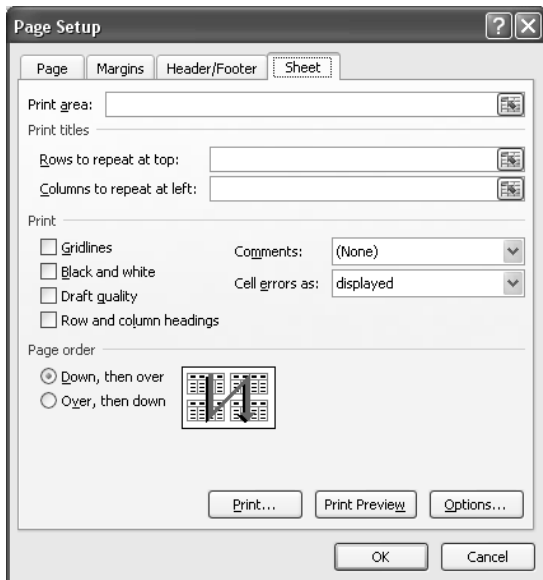 Page Setup
Page Margins Header/Footer Sheet
Print area:
Print titles
Rows to repeat at top:
Columns to repeat at left:
Print
Gridlines Comments: (None)
Black and white
Cell errors as: displayed
Draft quality
Row and column headings
Page order
Down, then over
Over, then down
Print... Print Preview Options...
OK Cancel